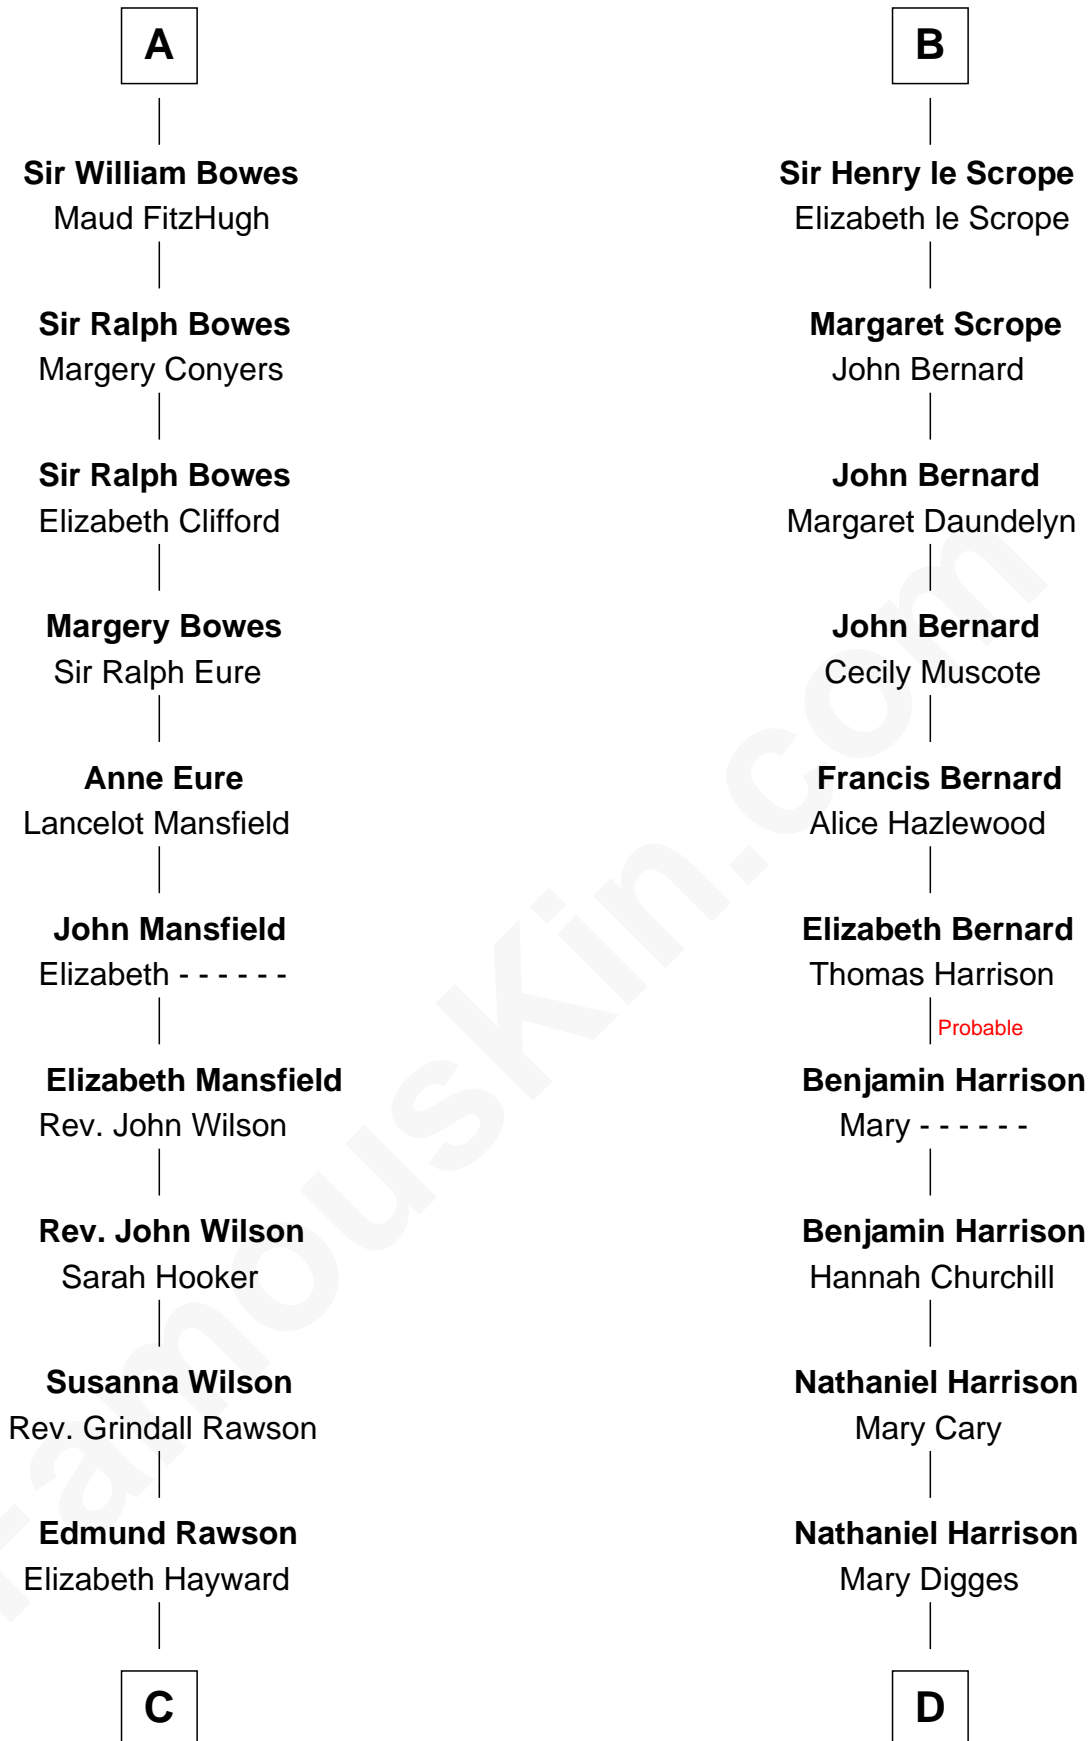 A
Sir William Bowes
Maud FitzHugh
Sir Ralph Bowes
Margery Conyers
Sir Ralph Bowes
Elizabeth Clifford
Margery Bowes
Sir Ralph Eure
Anne Eure
Lancelot Mansfield
John Mansfield
Elizabeth - - - - - -
Elizabeth Mansfield
Rev. John Wilson
Rev. John Wilson
Sarah Hooker
Susanna Wilson
Rev. Grindall Rawson
Edmund Rawson
Elizabeth Hayward
C
B
Sir Henry le Scrope
Elizabeth le Scrope
Margaret Scrope
John Bernard
John Bernard
Margaret Daundelyn
John Bernard
Cecily Muscote
Francis Bernard
Alice Hazlewood
Elizabeth Bernard
Thomas Harrison
Probable
Benjamin Harrison
Mary - - - - - -
Benjamin Harrison
Hannah Churchill
Nathaniel Harrison
Mary Cary
Nathaniel Harrison
Mary Digges
D
FamousKin.com